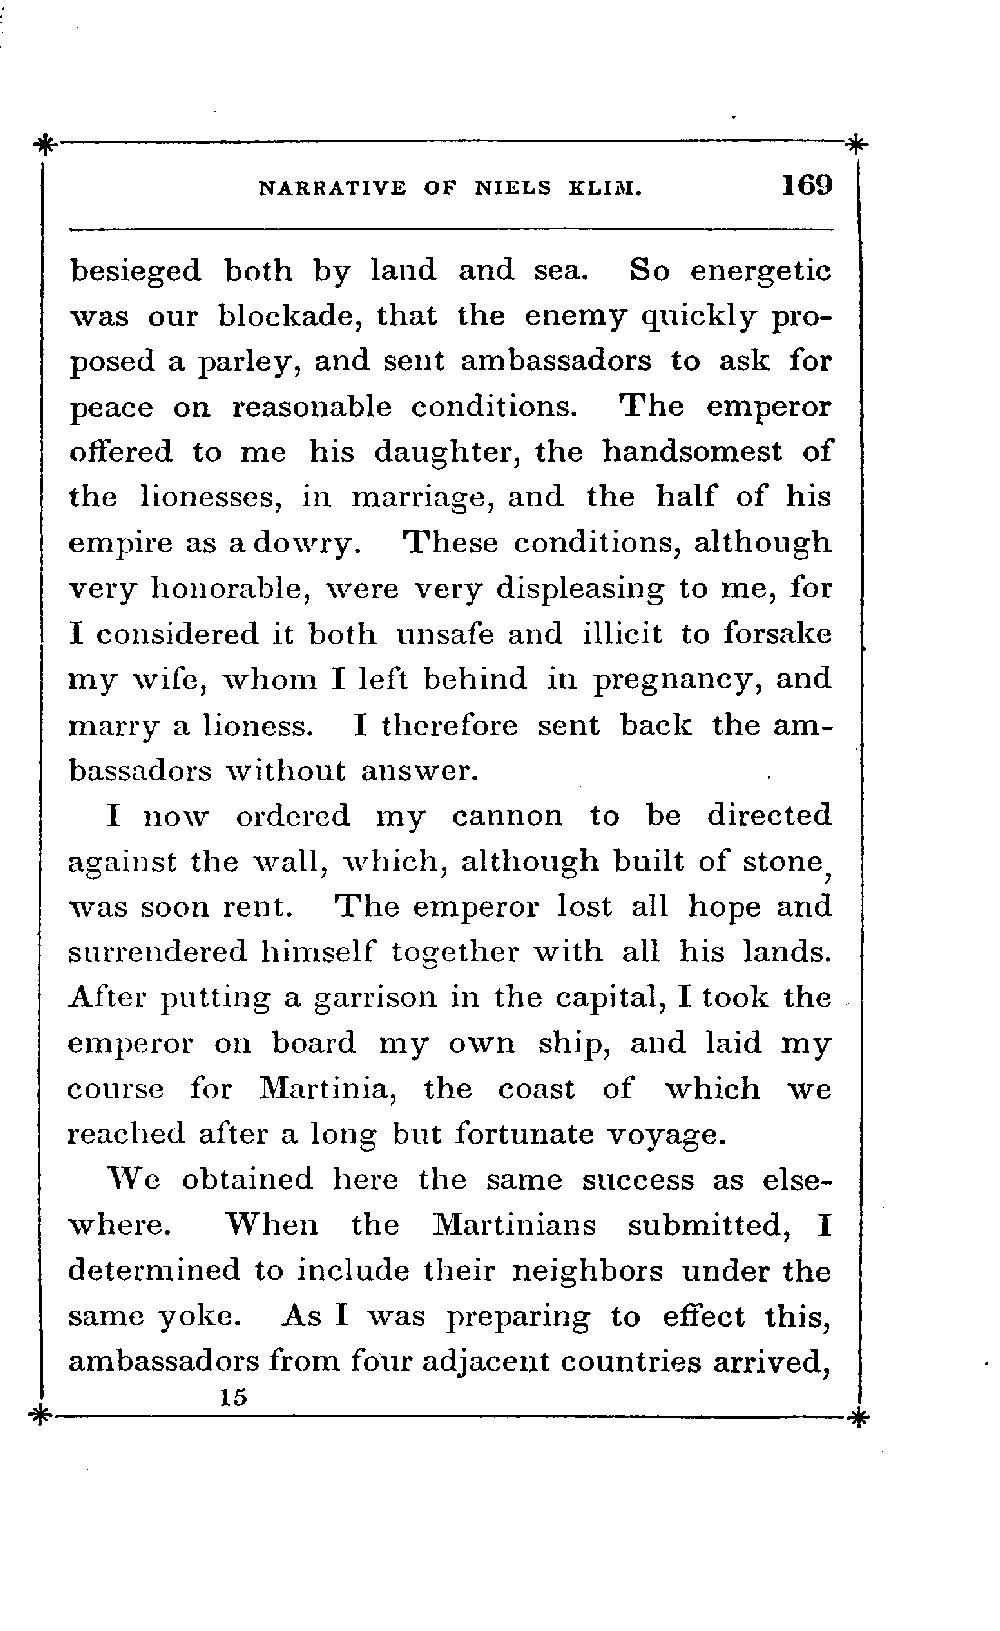 NARRATIVE OF NIELS KLIM. 169
besieged both by land and sea. So energetic
was our blockade, that the enemy quickly pro-
posed a parley, and sent ambassadors to ask for
peace on reasonable conditions. The emperor
offered to me his daughter, the handsomest of
the lionesses, in marriage, and the half of his
empire as a dowry. These conditions, although
very honorable, were very displeasing to me, for
I considered it both unsafe and illicit to forsake
my wife, whom I left behind in pregnancy, and
marry a lioness. I therefore sent back the am-
bassadors without answer.
I now ordered my cannon to be directed
against the wall, which, although built of stone,
was soon rent. The emperor lost all hope and
surrendered himself together with all his lands.
After putting a garrison in the capital, I took the
emperor on board my own ship, and laid my
course for Martinia, the coast of which we
reached after a long but fortunate voyage.
We obtained here the same success as else-
where. When the Martinians submitted, I
determined to include their neighbors under the
same yoke. As I was preparing to effect this,
ambassadors from four adjacent countries arrived,
15